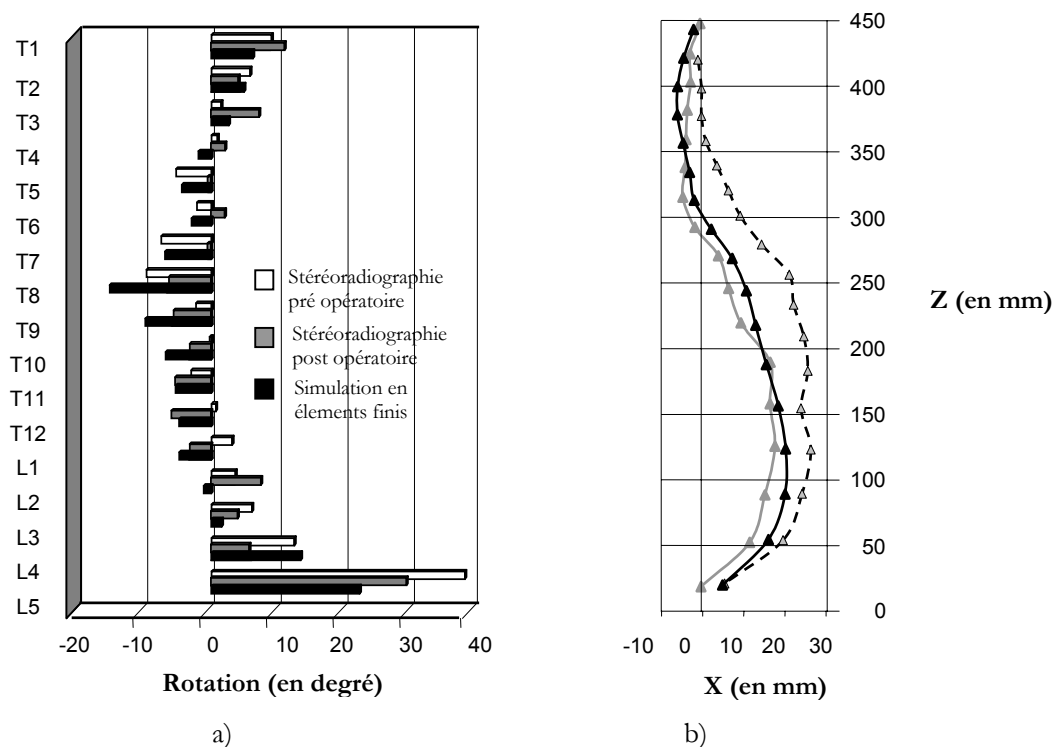 T1
T2
T3
T4
T5
T6
T7
T8
T9
T10
T11
T12
L1
L2
L3
L4
L5
-20 -10 0 10 20 30 40
Rotation (en degré)
a)
Stéréoradiographie
pré opératoire
Stéréoradiographie
post opératoire
Simulation en
élements finis
450
400
350
300
250
200
150
100
50
0
Z (en mm)
-10 0 10 20 30
X (en mm)
b)